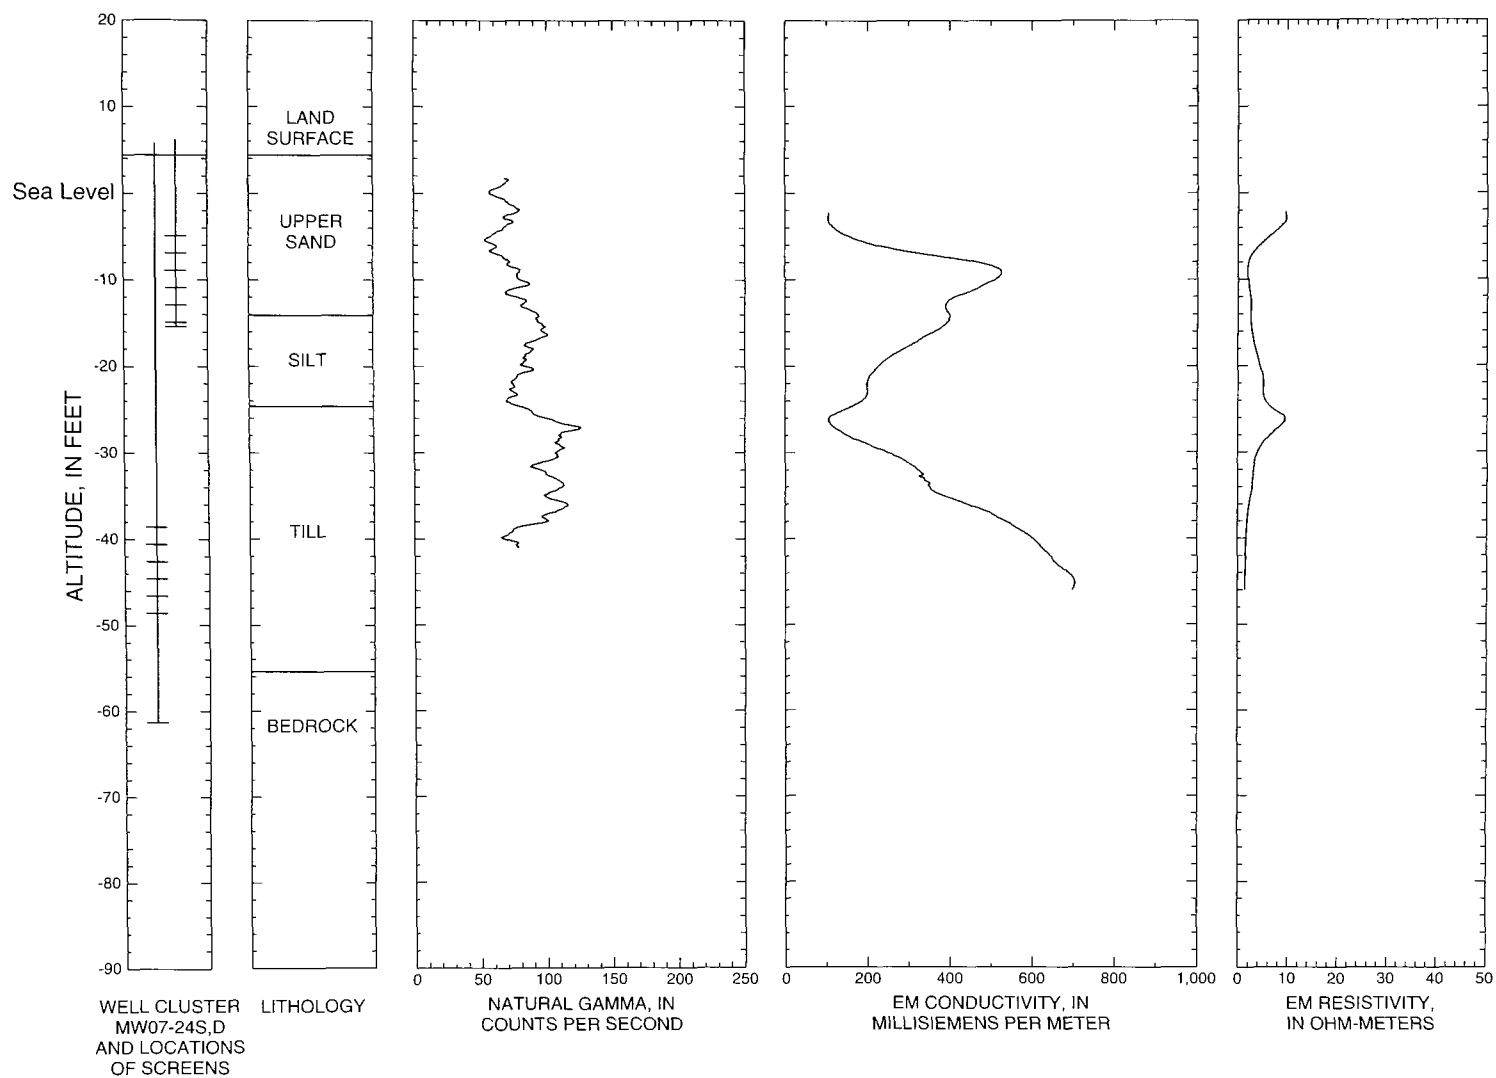 20
10
Sea Level
-10
-20
-30
-40
-50
-60
-70
-80
-90
ALTITUDE, IN FEET
LAND
SURFACE
UPPER
SAND
SILT
TILL
BEDROCK
0 50 100 150 200 250
0 200 400 600 800 1,000
0 10 20 30 40 50
WELL CLUSTER
MW07-24S,D
AND LOCATIONS
OF SCREENS
LITHOLOGY
NATURAL GAMMA, IN
COUNTS PER SECOND
EM CONDUCTIVITY, IN
MILLISIEMENS PER METER
EM RESISTIVITY,
IN OHM-METERS